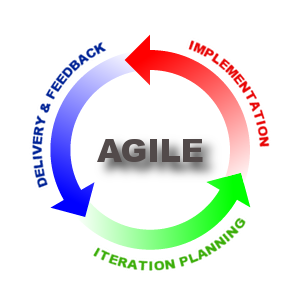 DELIVERY & FEEDBACK
IMPLEMENTATION
AGILE
ITERATION PLANNING